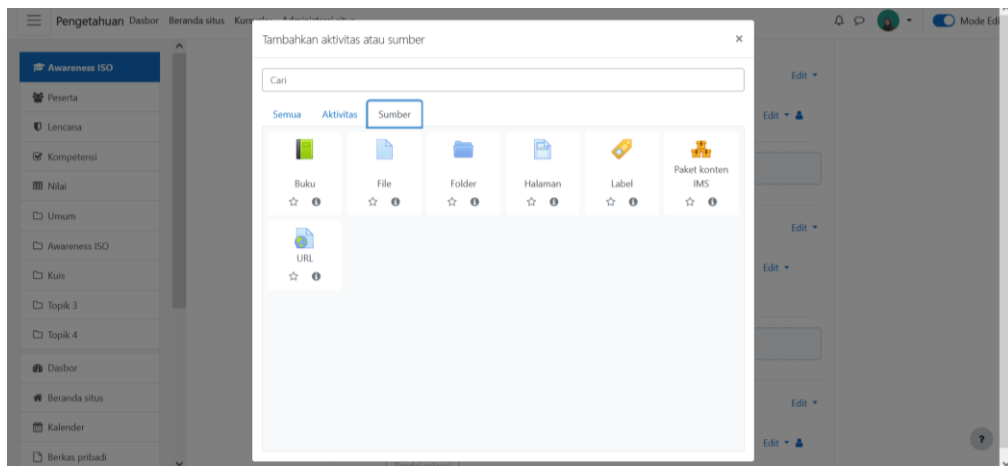 Pengetahuan Dasbor Beranda situs
Mode Edi
Awareness ISO
Peserta
Lencana
Kompetensi
Nilai
Umum
Awareness ISO
Kuis
Topik 3
Topik 4
Dasbor
Beranda situs
Kalender
Berkas pribadi
Tambahkan aktivitas atau sumber
×
Cari
Semua Aktivitas Sumber
Buku File Folder Halaman Label Paket konten
IMS
URL
Edit
Edit
Edit
Edit
Edit
Edit
?